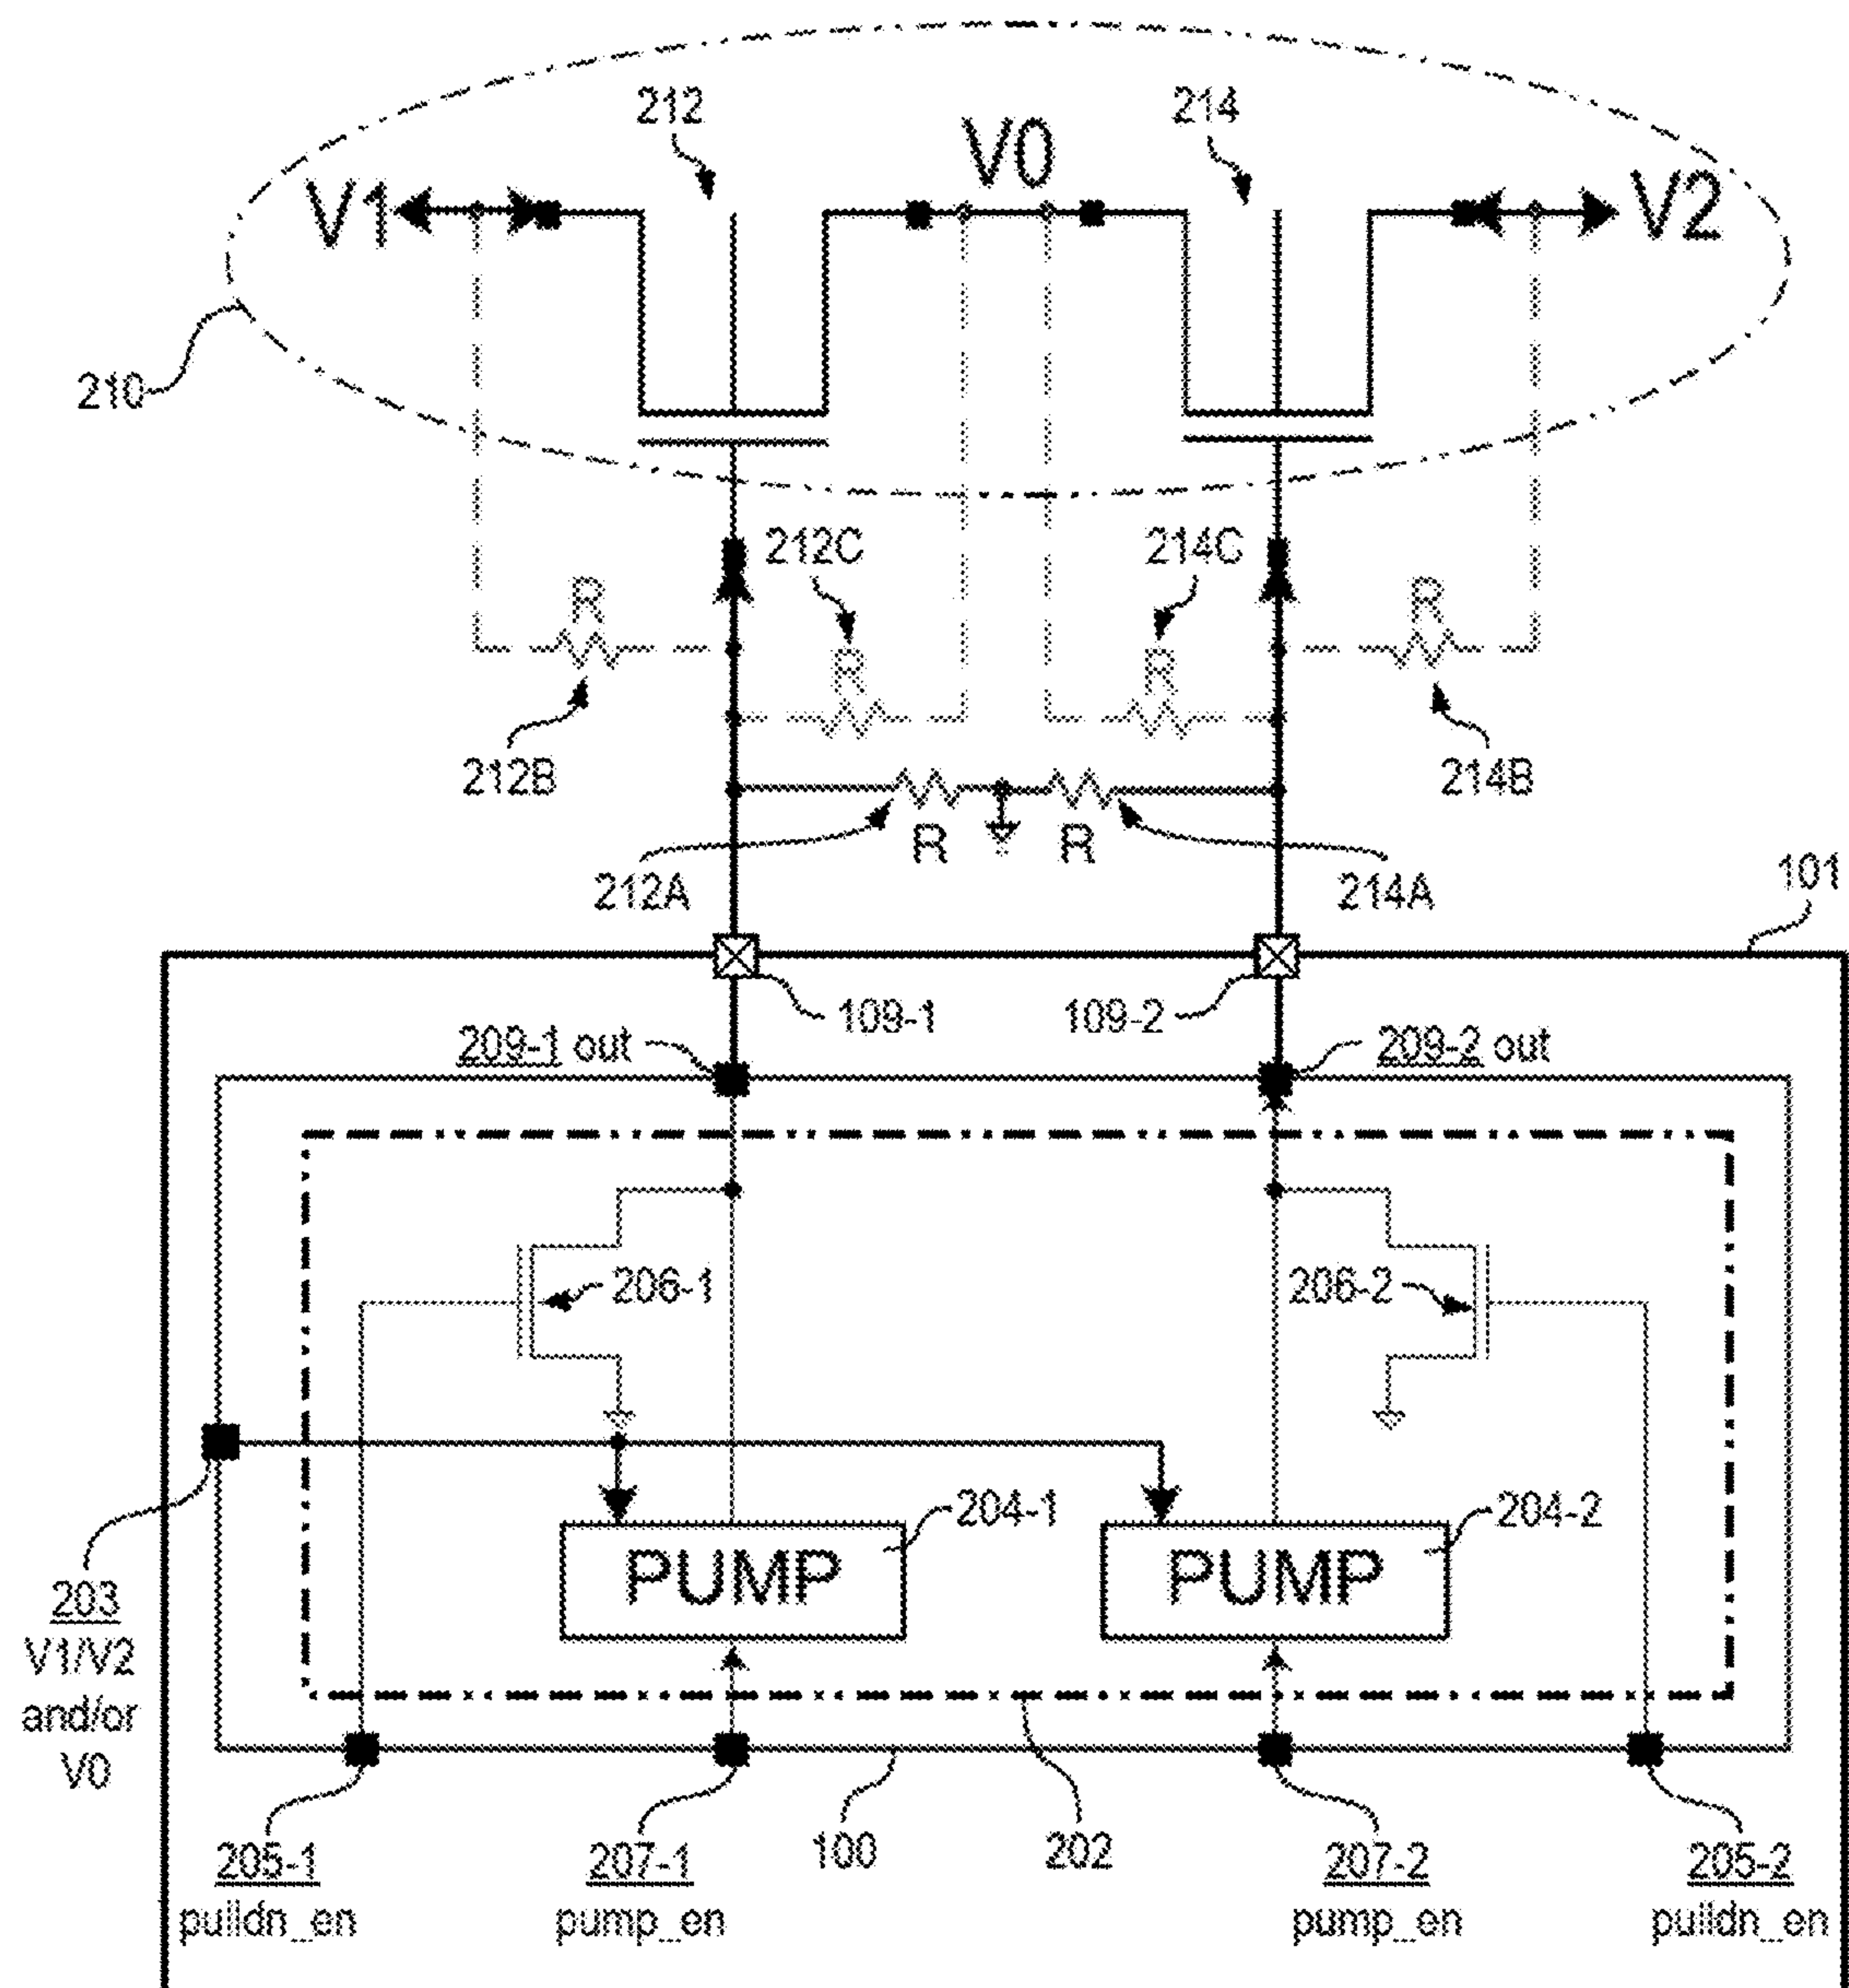 212
214
V0
V1
V2
210
212C
214C
R
R
R
R
212B
214B
R
R
212A
214A
101
109-1
109-2
209-1 out
209-2 out
206-1
206-2
204-1
204-2
PUMP
PUMP
203
V1/V2
and/or
V0
205-1
207-1
100
202
207-2
205-2
pulldn_en
pump_en
pump_en
pulldn_en